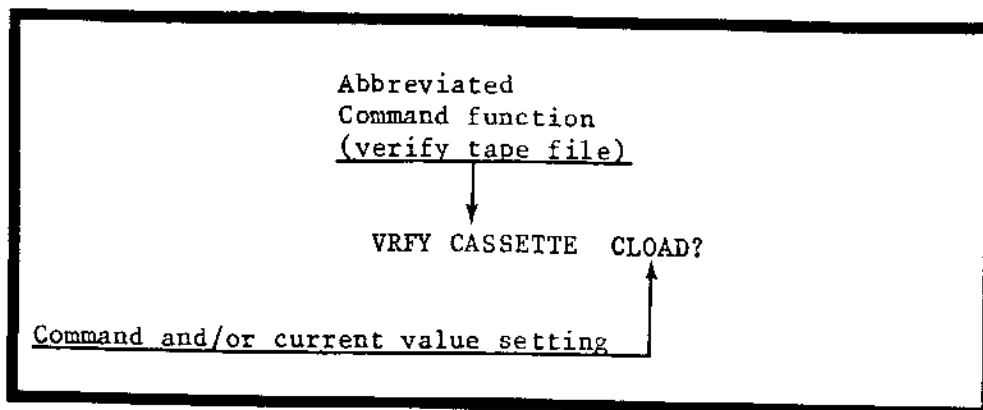 Abbreviated
Command function
(verify tape file)
VRFY CASSETTE CLOAD?
Command and/or current value setting